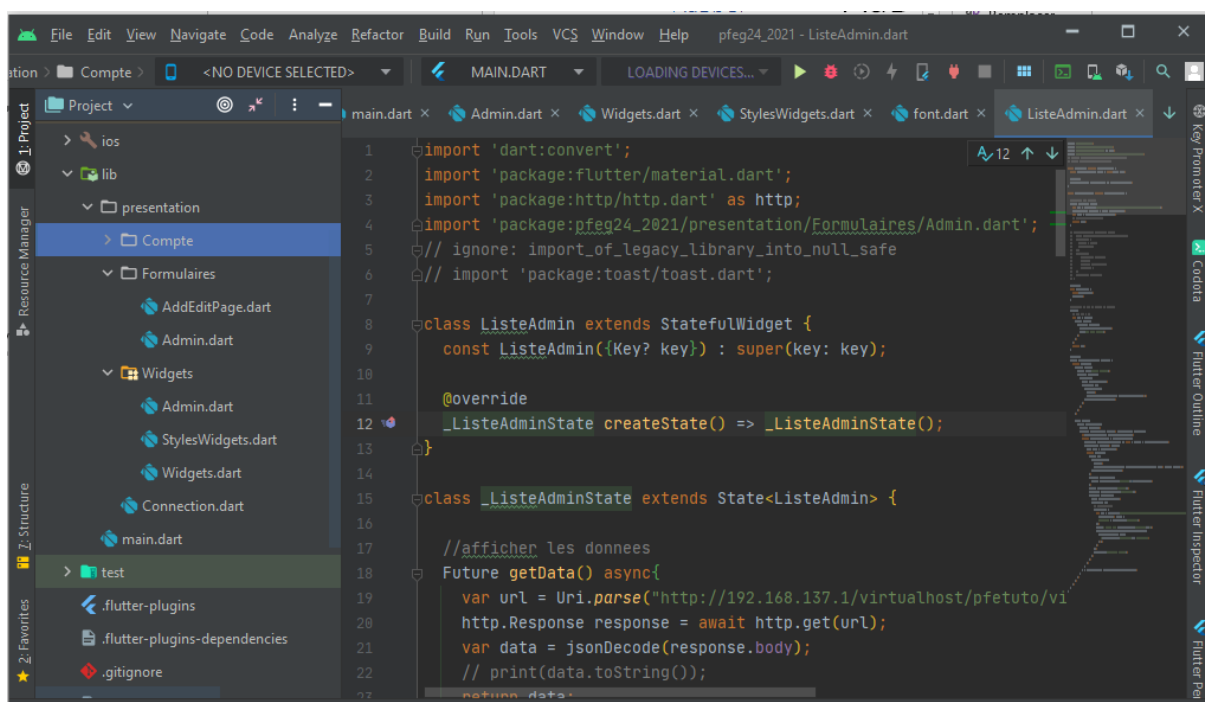 File Edit View Navigate Code Analyze Refactor Build Run Tools VCS Window Help pfeg24_2021 - ListeAdmin.dart
ation Compte <NO DEVICE SELECTED> MAIN.DART LOADING DEVICES...
Project
main.dart Admin.dart Widgets.dart StylesWidgets.dart font.dart ListeAdmin.dart
1: Project
Resource Manager
7: Structure
2: Favorites
ios
lib
presentation
Compte
Formulaires
AddEditPage.dart
Admin.dart
Widgets
Admin.dart
StylesWidgets.dart
Widgets.dart
Connection.dart
main.dart
test
.flutter-plugins
.flutter-plugins-dependencies
.gitignore
12
1 import 'dart:convert';
2 import 'package:flutter/material.dart';
3 import 'package:http/http.dart' as http;
4 import 'package:pfeg24_2021/presentation/Formulaires/Admin.dart';
5 // ignore: import_of_legacy_library_into_null_safe
6 // import 'package:toast/toast.dart';
7
8 class ListeAdmin extends StatefulWidget {
9 const ListeAdmin({Key? key}) : super(key: key);
10
11 @override
12 _ListeAdminState createState() => _ListeAdminState();
13 }
14
15 class _ListeAdminState extends State<ListeAdmin> {
16
17 //afficher les donnees
18 Future getData() async{
19 var url = Uri.parse("http://192.168.137.1/virtualhost/pfetuto/vi
20 http.Response response = await http.get(url);
21 var data = jsonDecode(response.body);
22 // print(data.toString());
23 return data;
Key Promoter X
Codota
Flutter Outline
Flutter Inspector
Flutter Pe